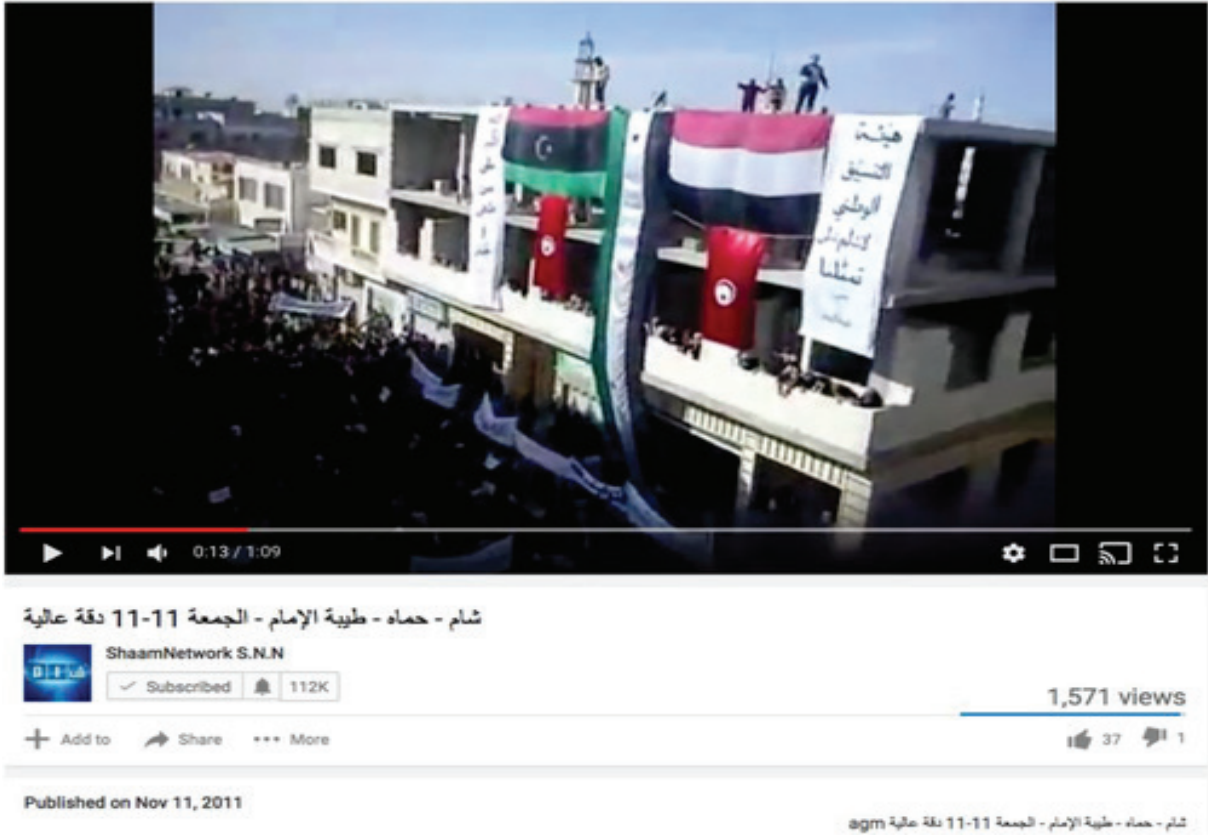 هيئة
التنسيق
الوطني
لا
تمثلنا
0:13 / 1:09
شام - حماه - طيبة الإمام - الجمعة 11-11 دقة عالية
ShaamNetwork S.N.N
Subscribed 112K
1,571 views
Add to Share More
37 1
Published on Nov 11, 2011
شام - حماه - طيبة الإمام - الجمعة 11-11 دقة عالية agm